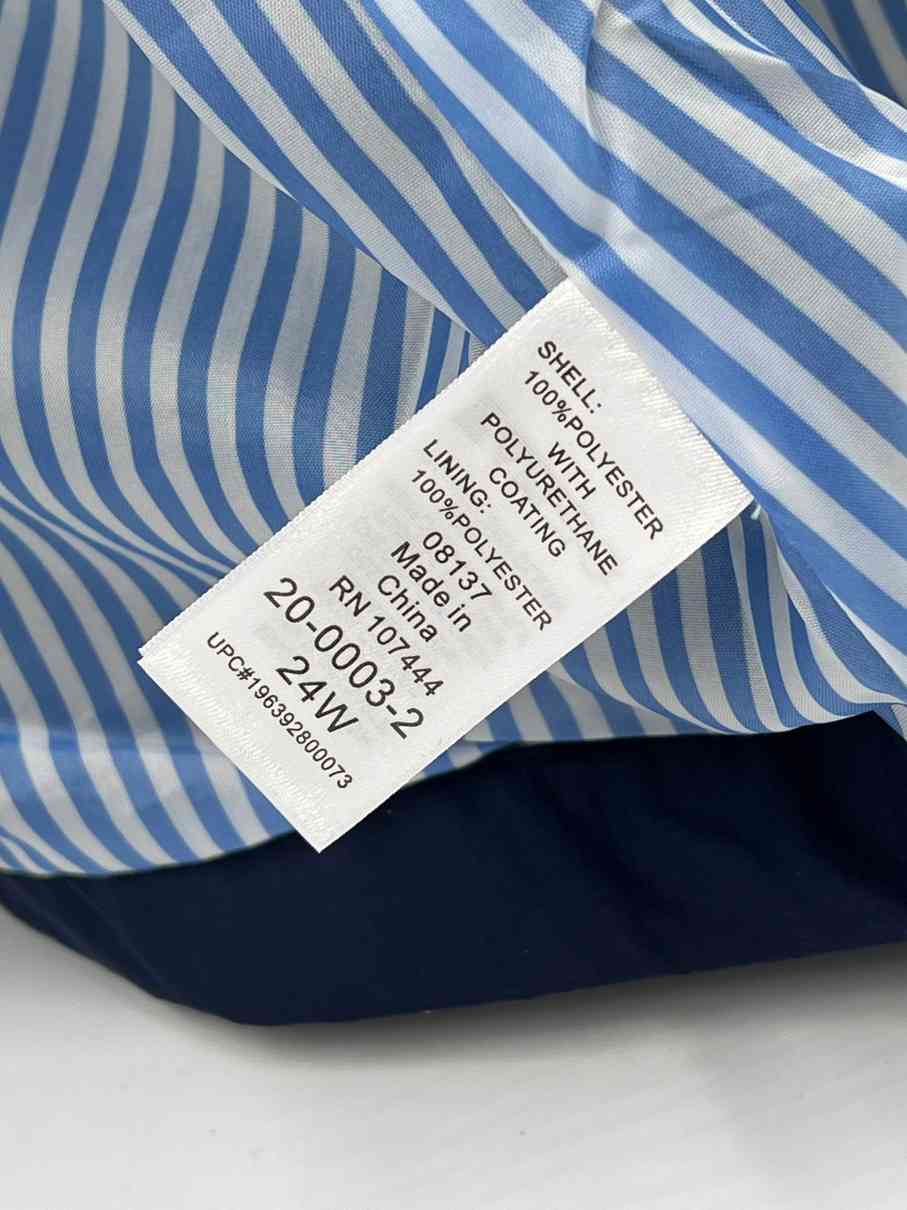 SHELL:
100%POLYESTER
WITH
POLYURETHANE
COATING
LINING:
100%POLYESTER
08137
Made in
China
RN 107444
20-0003-2
24W
UPC#196392800073